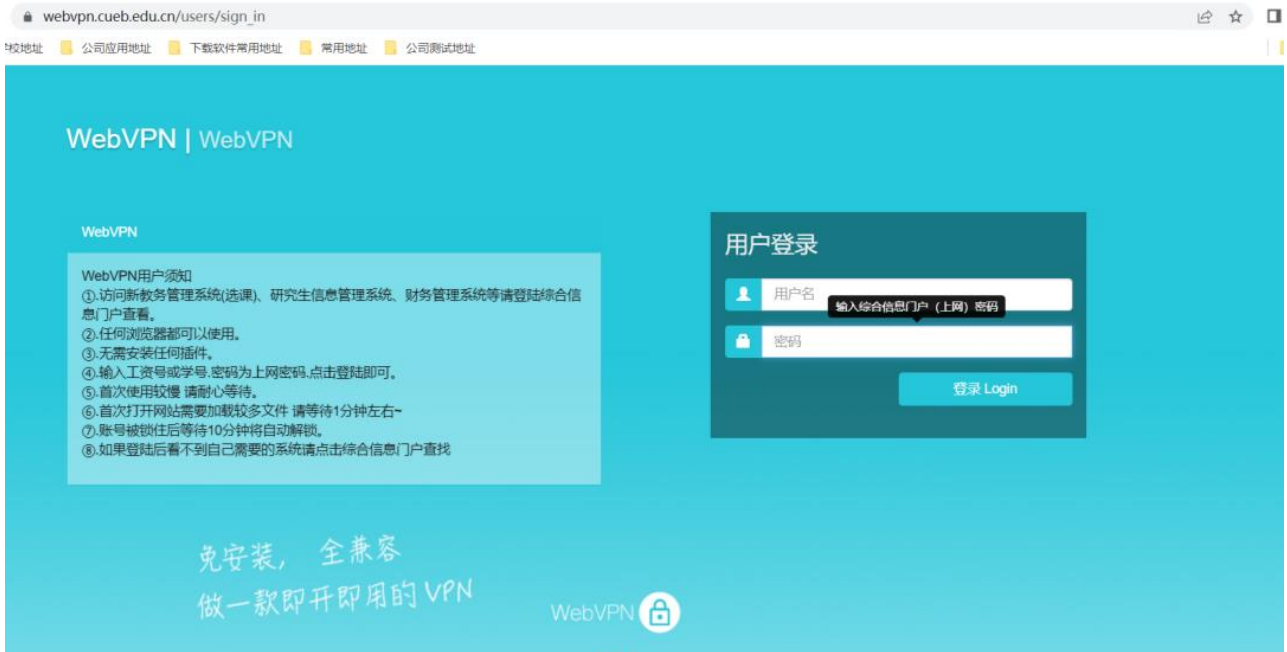 webvpn.cueb.edu.cn/users/sign_in
校地址 公司应用地址 下载软件常用地址 常用地址 公司测试地址
WebVPN | WebVPN
WebVPN
WebVPN用户须知
①.访问新教务管理系统(选课)、研究生信息管理系统、财务管理系统等请登陆综合信
息门户查看。
②.任何浏览器都可以使用。
③.无需安装任何插件。
④.输入工资号或学号.密码为上网密码.点击登陆即可。
⑤.首次使用较慢 请耐心等待。
⑥.首次打开网站需要加载较多文件 请等待1分钟左右~
⑦.账号被锁住后等待10分钟将自动解锁。
⑧.如果登陆后看不到自己需要的系统请点击综合信息门户查找
用户登录
用户名
输入综合信息门户（上网）密码
密码
登录 Login
免安装， 全兼容
做一款即开即用的 VPN
WebVPN